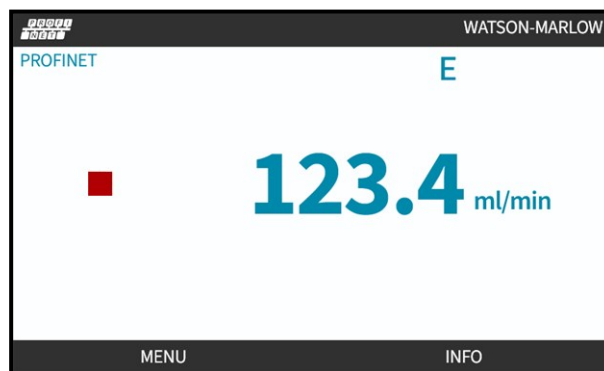 PROFI
NET
WATSON-MARLOW
PROFINET
E
123.4 ml/min
MENU
INFO